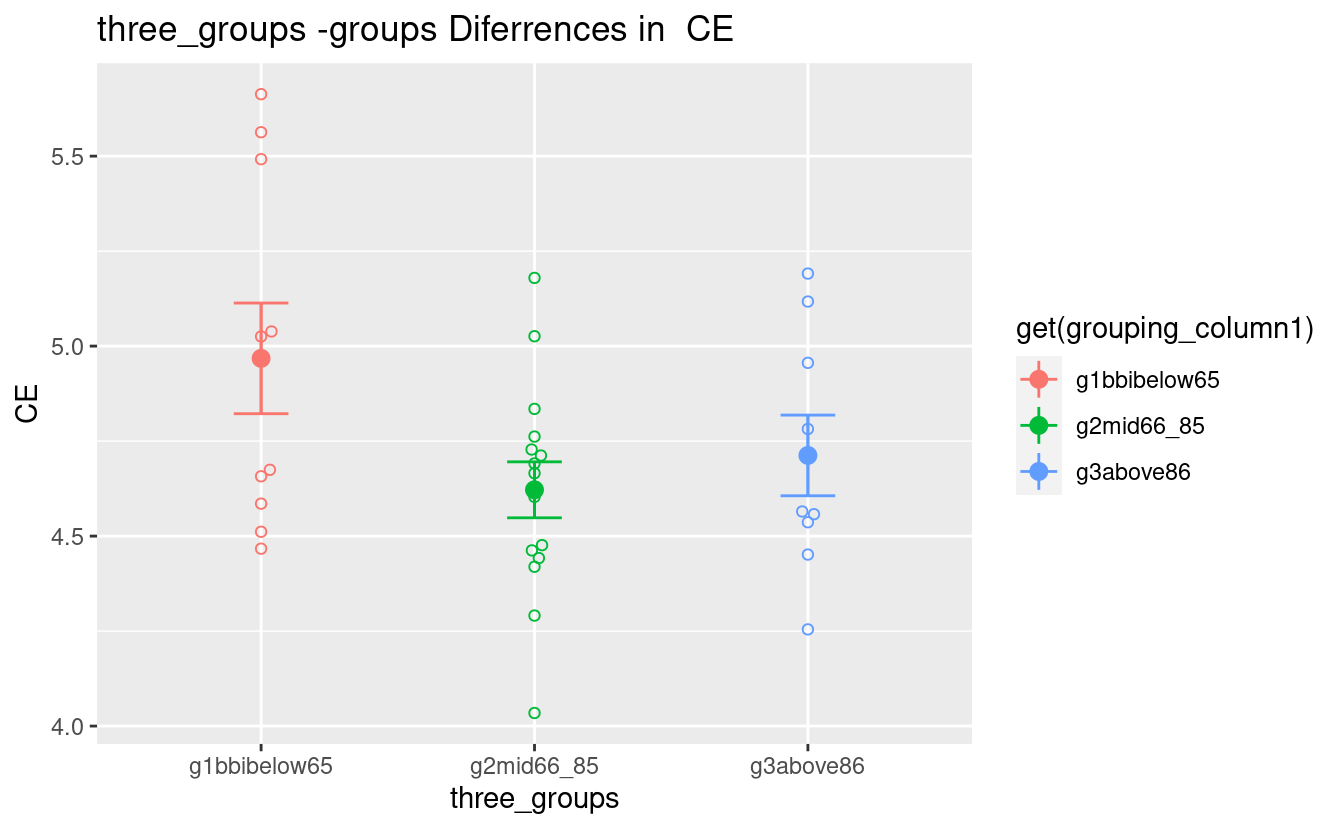 three_groups -groups Diferrences in  CE
5.5
5.0
4.5
4.0
CE
g1bbibelow65
g2mid66_85
g3above86
three_groups
get(grouping_column1)
g1bbibelow65
g2mid66_85
g3above86